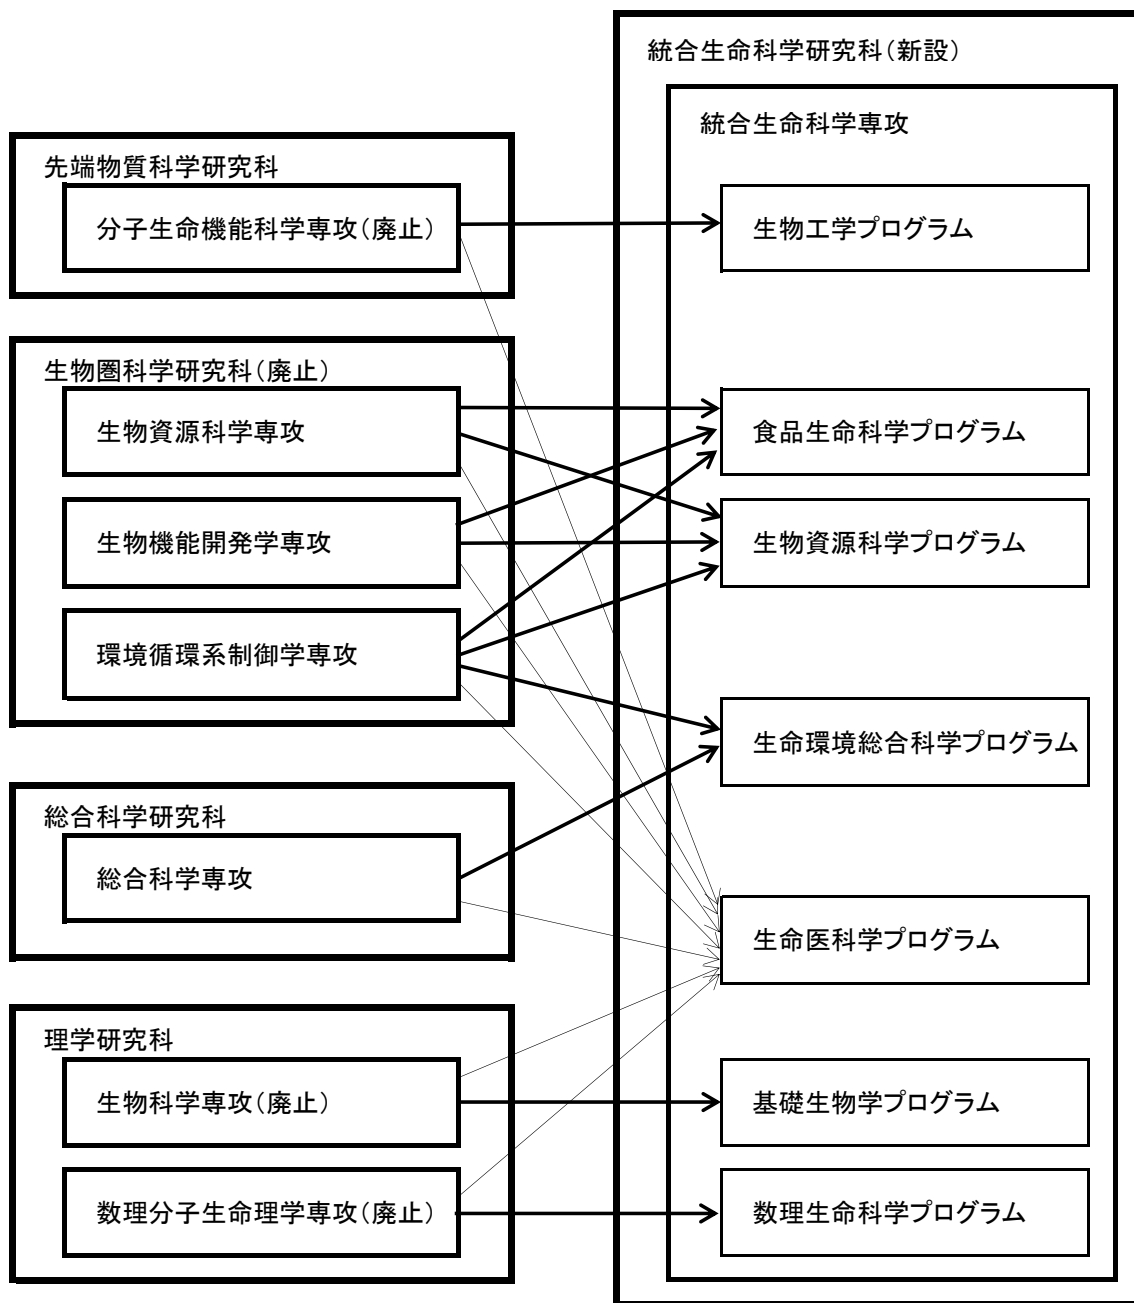 先端物質科学研究科
分子生命機能科学専攻（廃止）
生物圏科学研究科（廃止）
生物資源科学専攻
生物機能開発学専攻
環境循環系制御学専攻
総合科学研究科
総合科学専攻
理学研究科
生物科学専攻（廃止）
数理分子生命理学専攻（廃止）
統合生命科学研究科（新設）
統合生命科学専攻
生物工学プログラム
食品生命科学プログラム
生物資源科学プログラム
生命環境総合科学プログラム
生命医科学プログラム
基礎生物学プログラム
数理生命科学プログラム